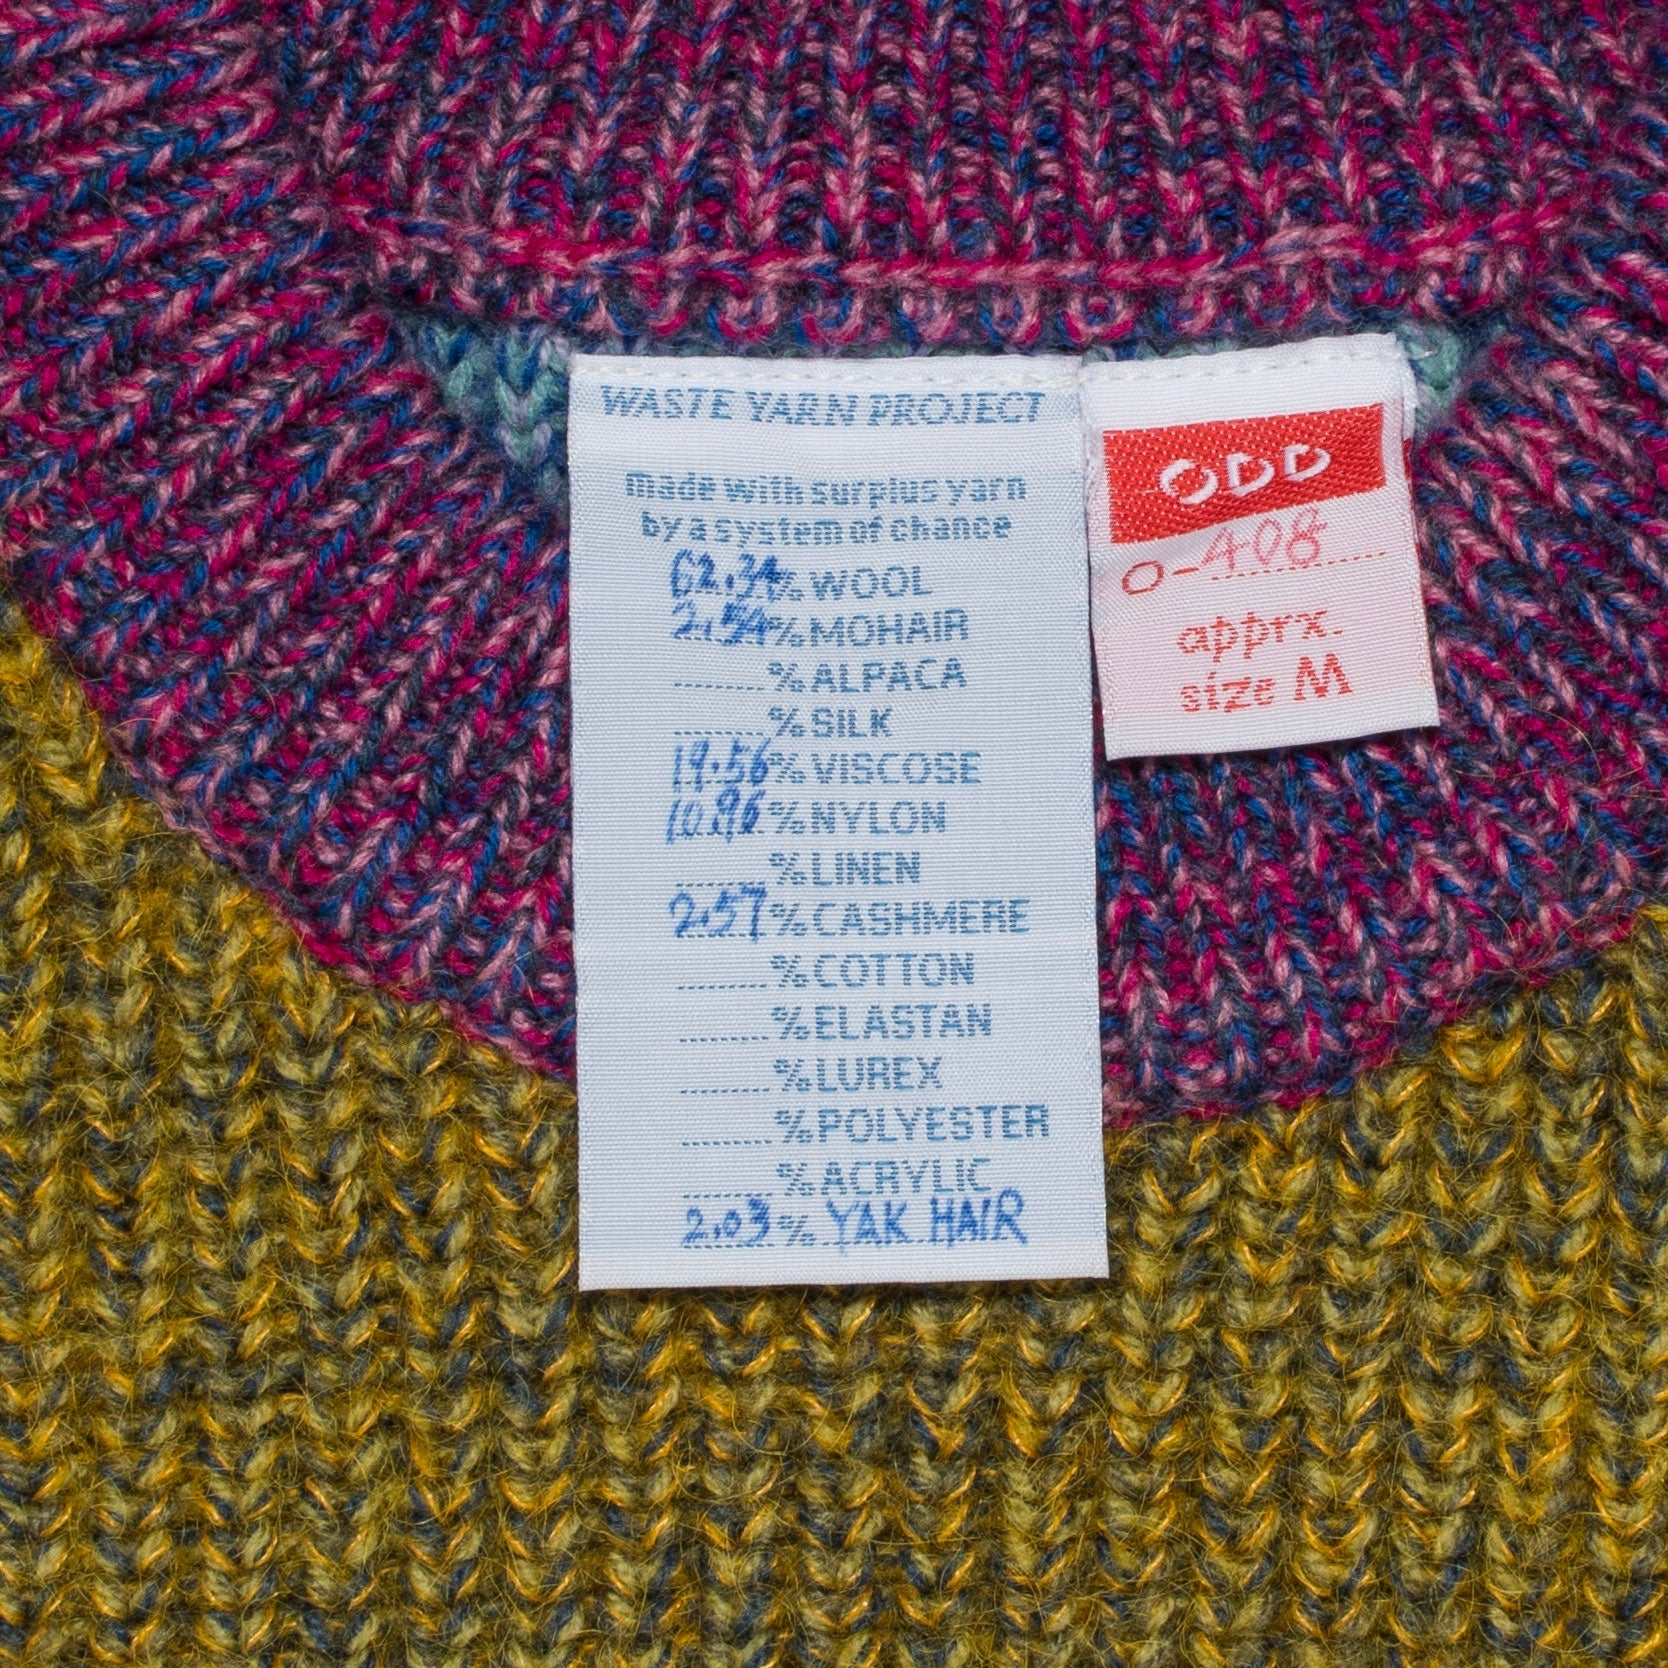 WASTE YARN PROJECT
made with surplus yarn
by a system of chance
62.34% WOOL
2.54% MOHAIR
% ALPACA
% SILK
19.56% VISCOSE
10.96% NYLON
% LINEN
2.57% CASHMERE
% COTTON
% ELASTAN
% LUREX
% POLYESTER
% ACRYLIC
2.03% YAK HAIR
ODD
O-408
apprx.
size M